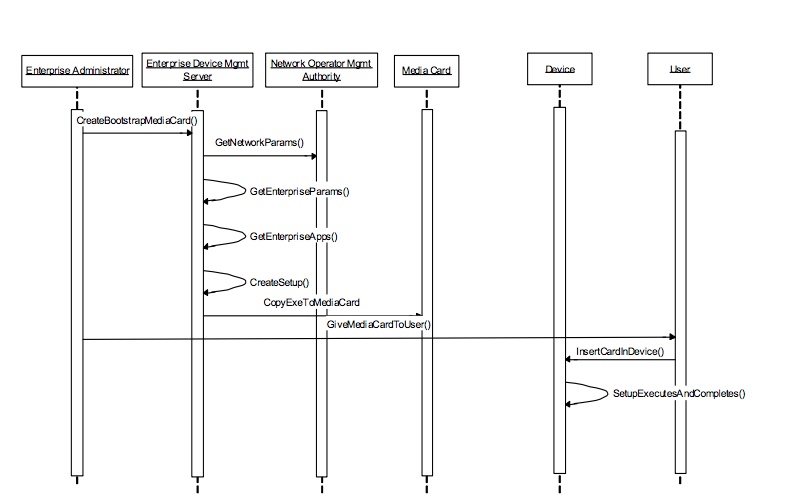 Enterprise Administrator
Enterprise Device Mgmt
Server
Network Operator Mgmt
Authority
Media Card
Device
User
CreateBootstrapMediaCard()
GetNetworkParams()
GetEnterpriseParams()
GetEnterpriseApps()
CreateSetup()
CopyExeToMediaCard
GiveMediaCardToUser()
InsertCardInDevice()
SetupExecutesAndCompletes()